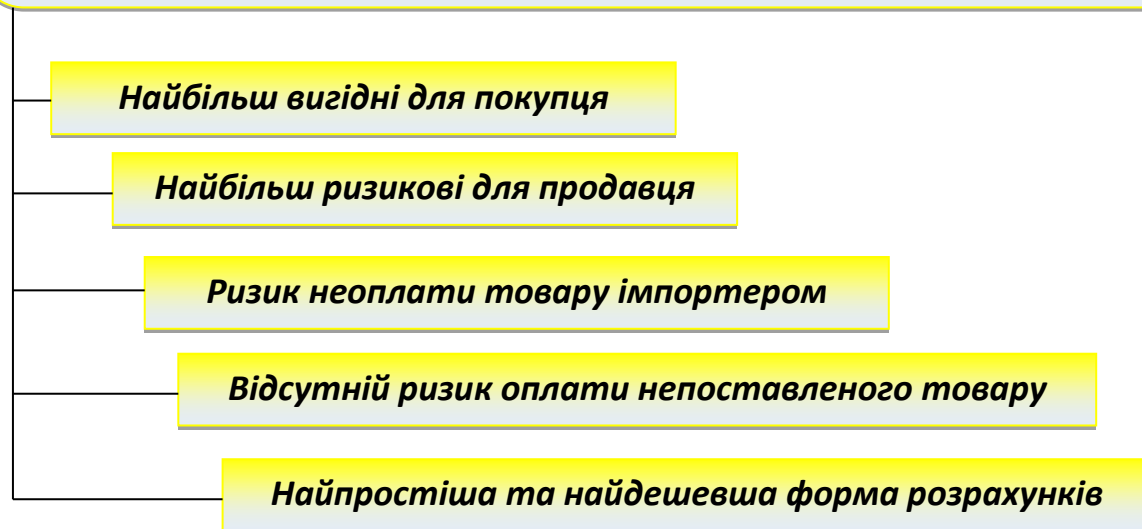 Найбільш вигідні для покупця
Найбільш ризикові для продавця
Ризик неоплати товару імпортером
Відсутній ризик оплати непоставленого товару
Найпростіша та найдешевша форма розрахунків